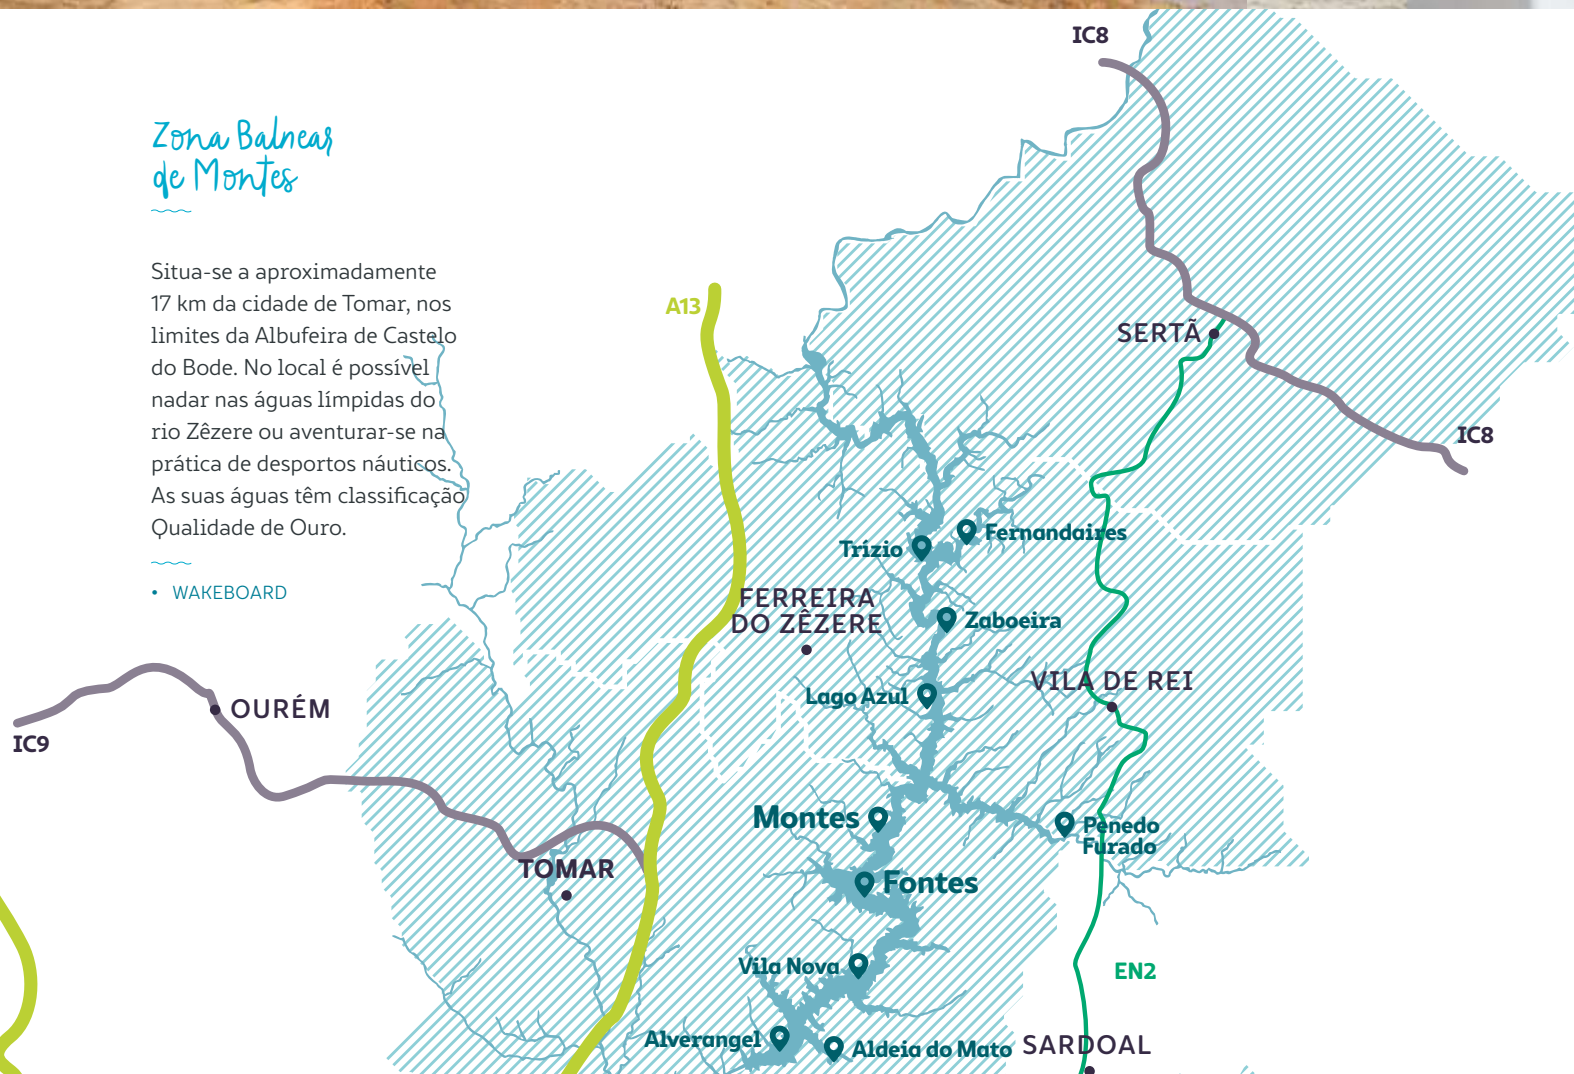 IC8
Zona Balnear
de Montes
Situa-se a aproximadamente
17 km da cidade de Tomar, nos
limites da Albufeira de Castelo
do Bode. No local é possível
nadar nas águas límpidas do
rio Zêzere ou aventurar-se na
prática de desportos náuticos.
As suas águas têm classificação
Qualidade de Ouro.
• WAKEBOARD
A13
SERTÃ
IC8
Fernandaires
Trízio
FERREIRA
DO ZÊZERE
Zaboeira
VILA DE REI
Lago Azul
OURÉM
IC9
Montes
Penedo
Furado
TOMAR
Fontes
Vila Nova
EN2
Alverangel
Aldeia do Mato
SARDOAL